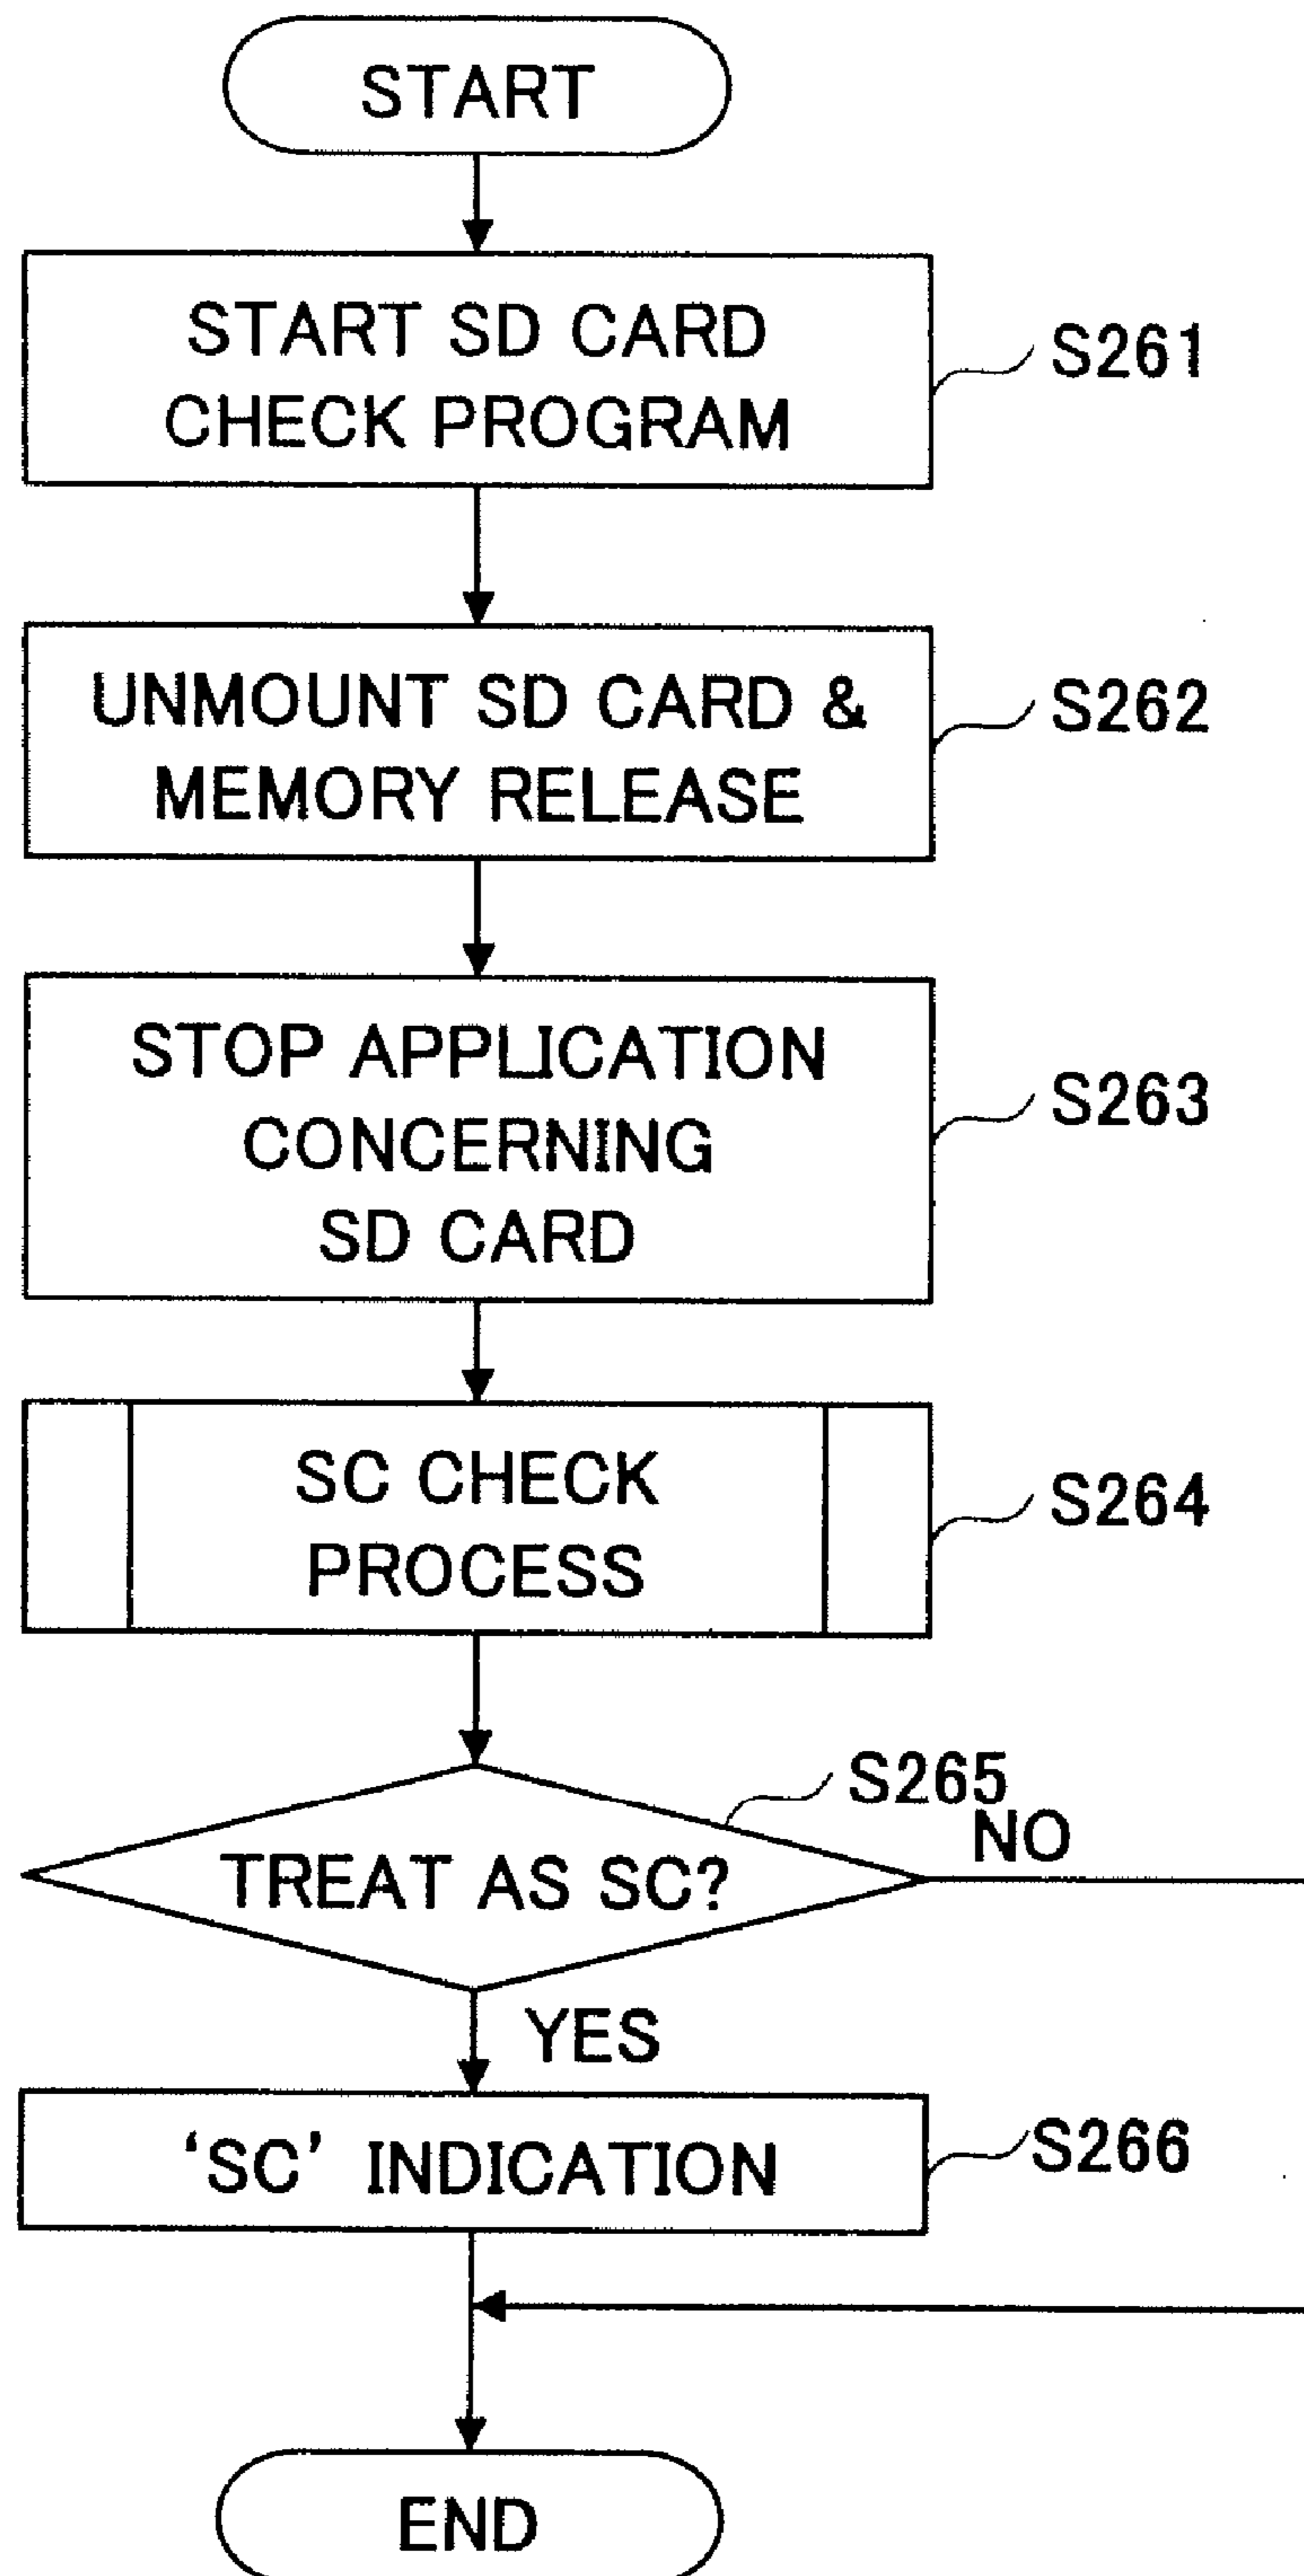 START
START SD CARD
CHECK PROGRAM
S261
UNMOUNT SD CARD &
MEMORY RELEASE
S262
STOP APPLICATION
CONCERNING
SD CARD
S263
SC CHECK
PROCESS
S264
S265
NO
TREAT AS SC?
YES
'SC' INDICATION
S266
END